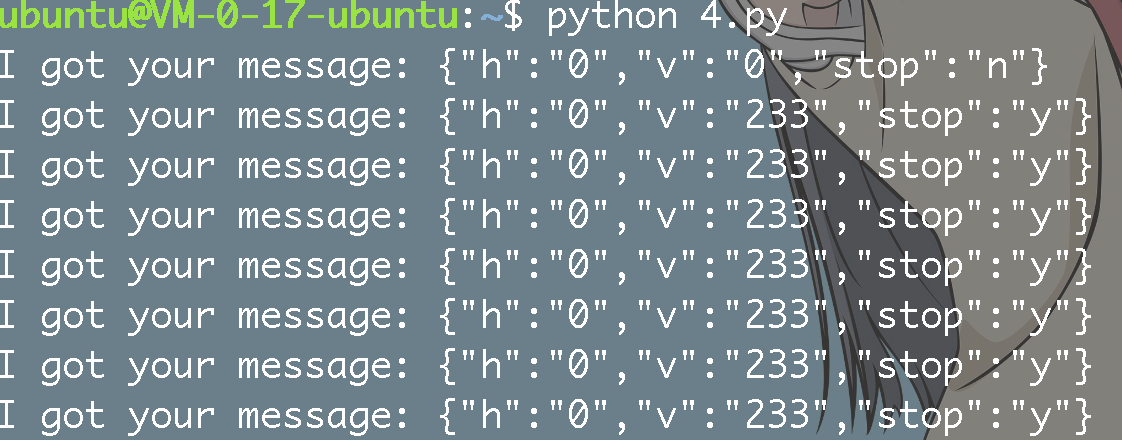 ubuntu@VM-0-17-ubuntu:~$ python 4.py
I got your message: {"h":"0","v":"0","stop":"n"}
I got your message: {"h":"0","v":"233","stop":"y"}
I got your message: {"h":"0","v":"233","stop":"y"}
I got your message: {"h":"0","v":"233","stop":"y"}
I got your message: {"h":"0","v":"233","stop":"y"}
I got your message: {"h":"0","v":"233","stop":"y"}
I got your message: {"h":"0","v":"233","stop":"y"}
I got your message: {"h":"0","v":"233","stop":"y"}